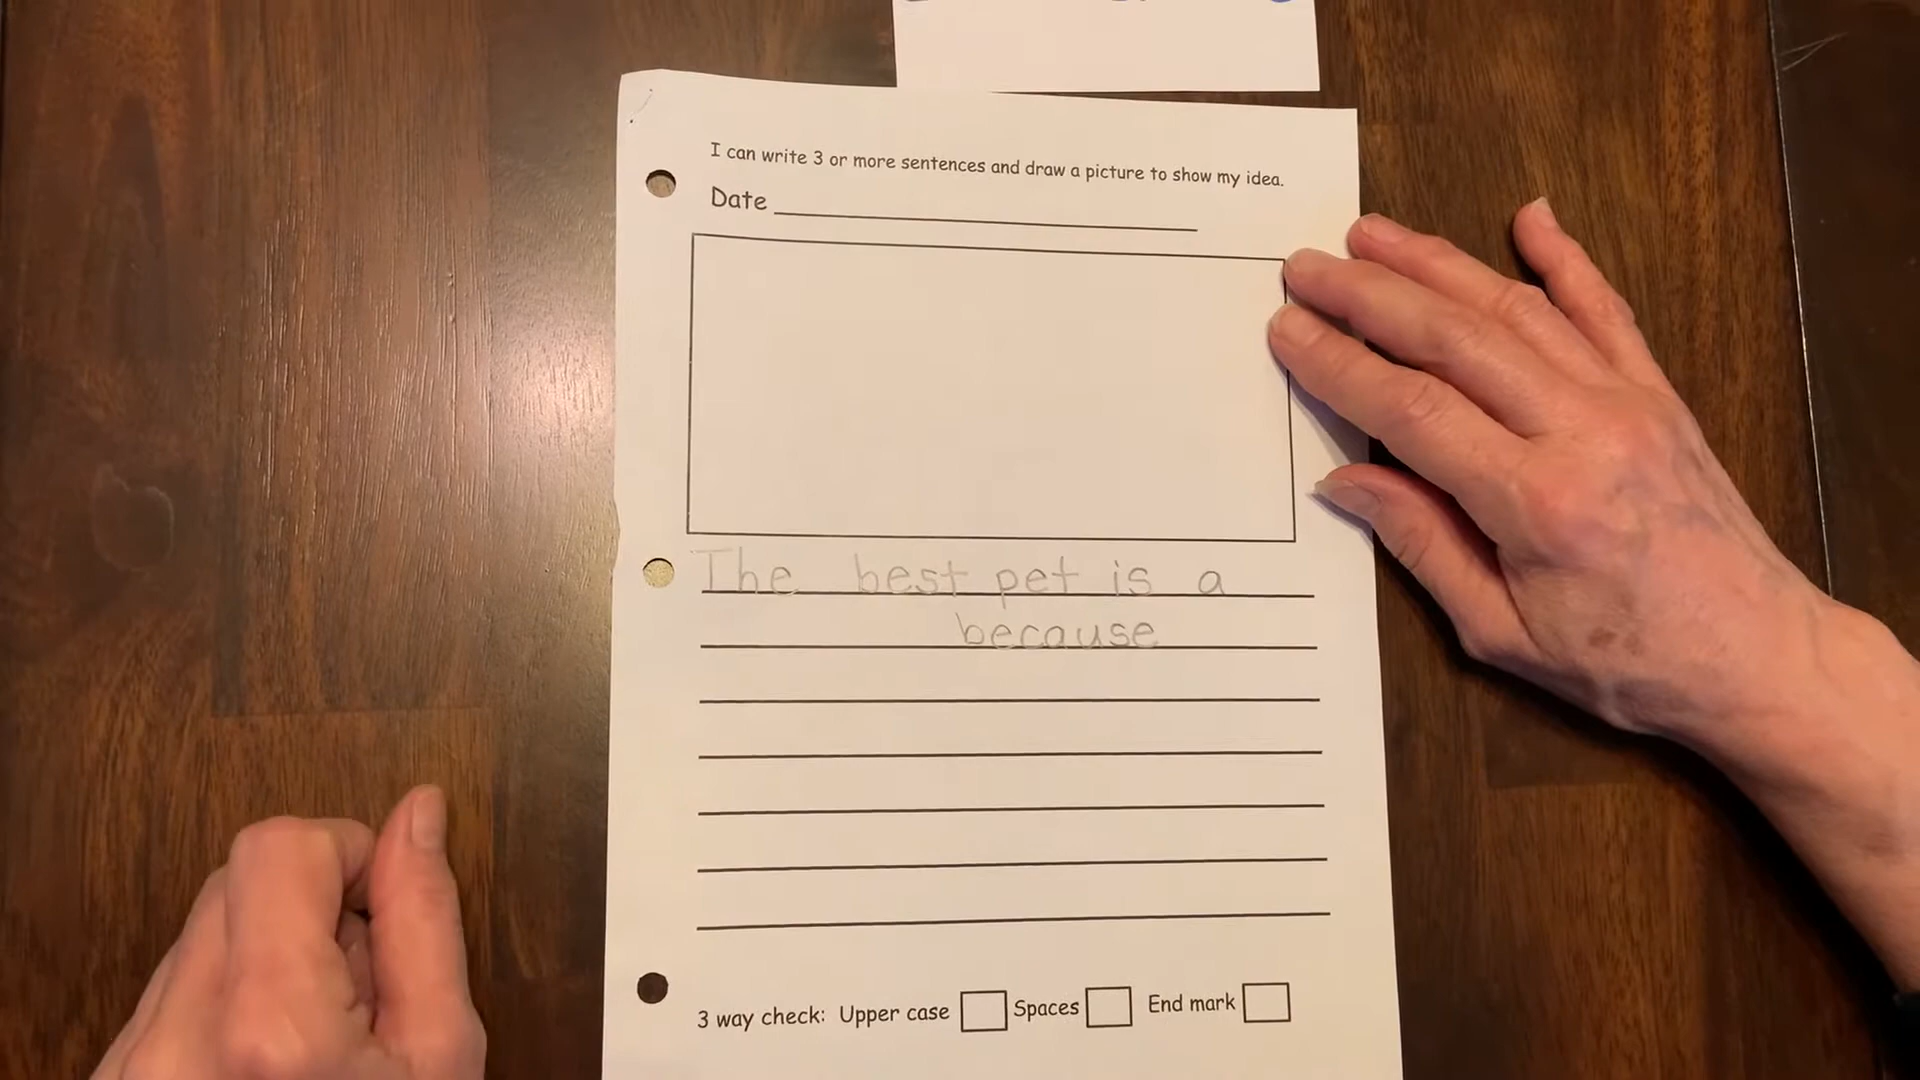 I can write 3 or more sentences and draw a picture to show my idea.
Date
The best pet is a
because
3 way check: Upper case Spaces End mark